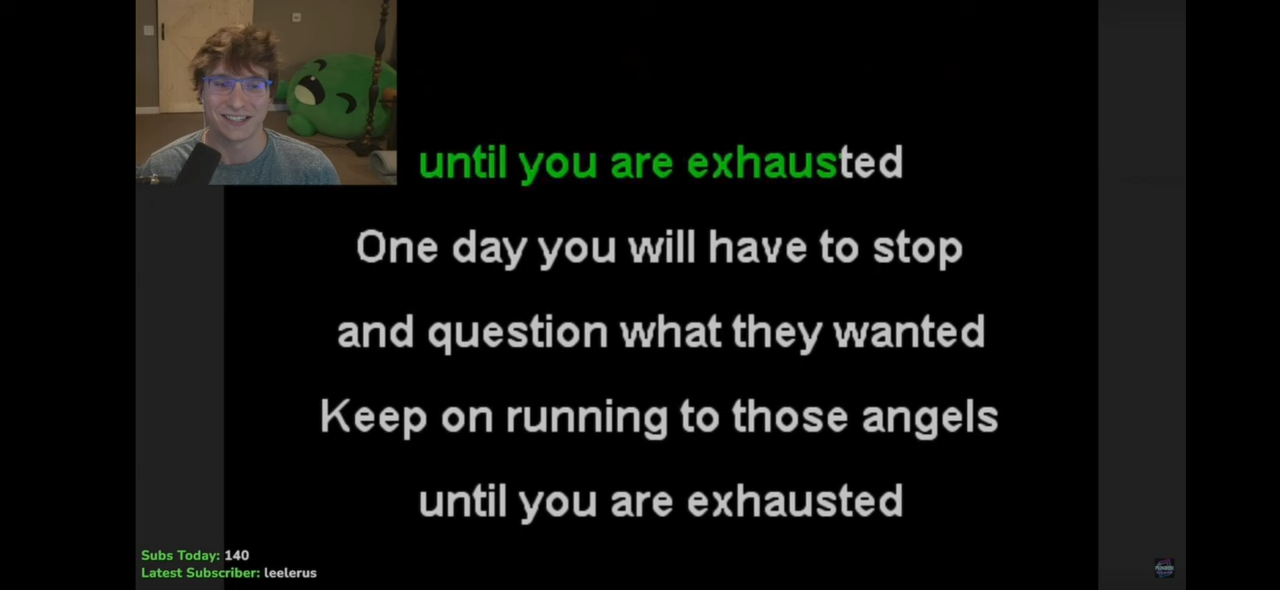 until you are exhausted
One day you will have to stop
and question what they wanted
Keep on running to those angels
until you are exhausted
Subs Today: 140
Latest Subscriber: leelerus